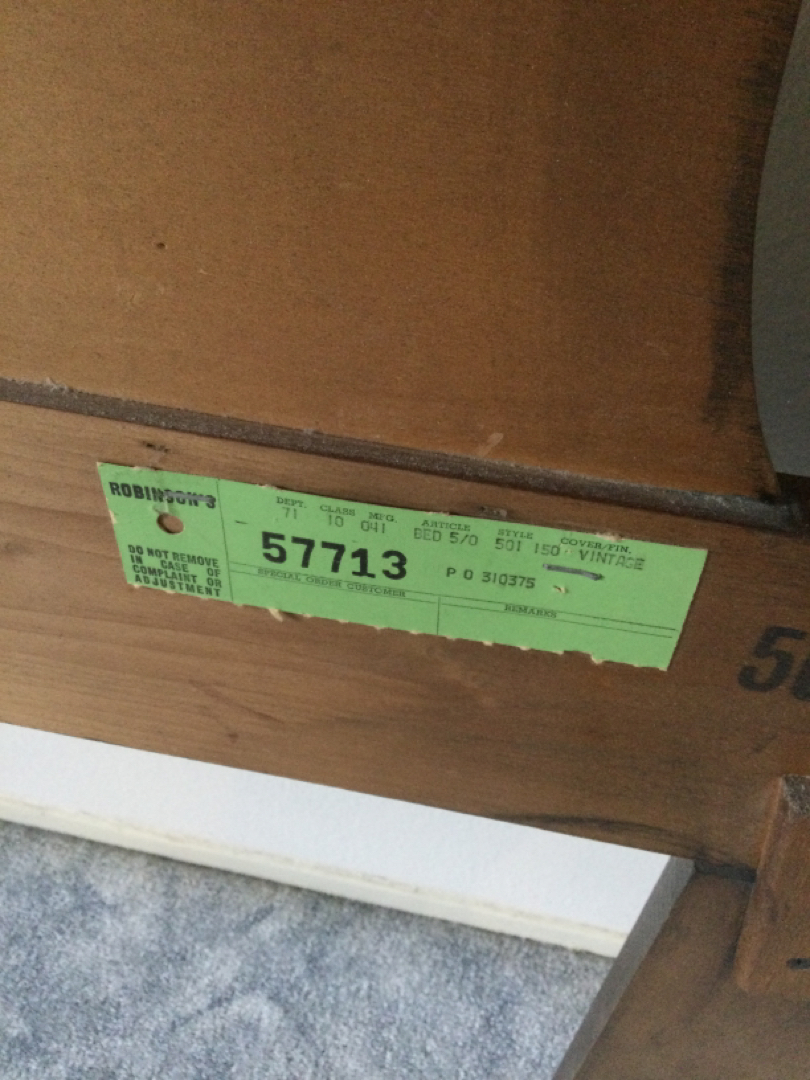 ROBINSON'S
DO NOT REMOVE
IN CASE OF
COMPLAINT OR
ADJUSTMENT
DEPT. CLASS MFG. ARTICLE STYLE COVER/FIN.
71 10 041 BED 5/0 501 150 VINTAGE
57713 P O 310375
SPECIAL ORDER CUSTOMER REMARKS